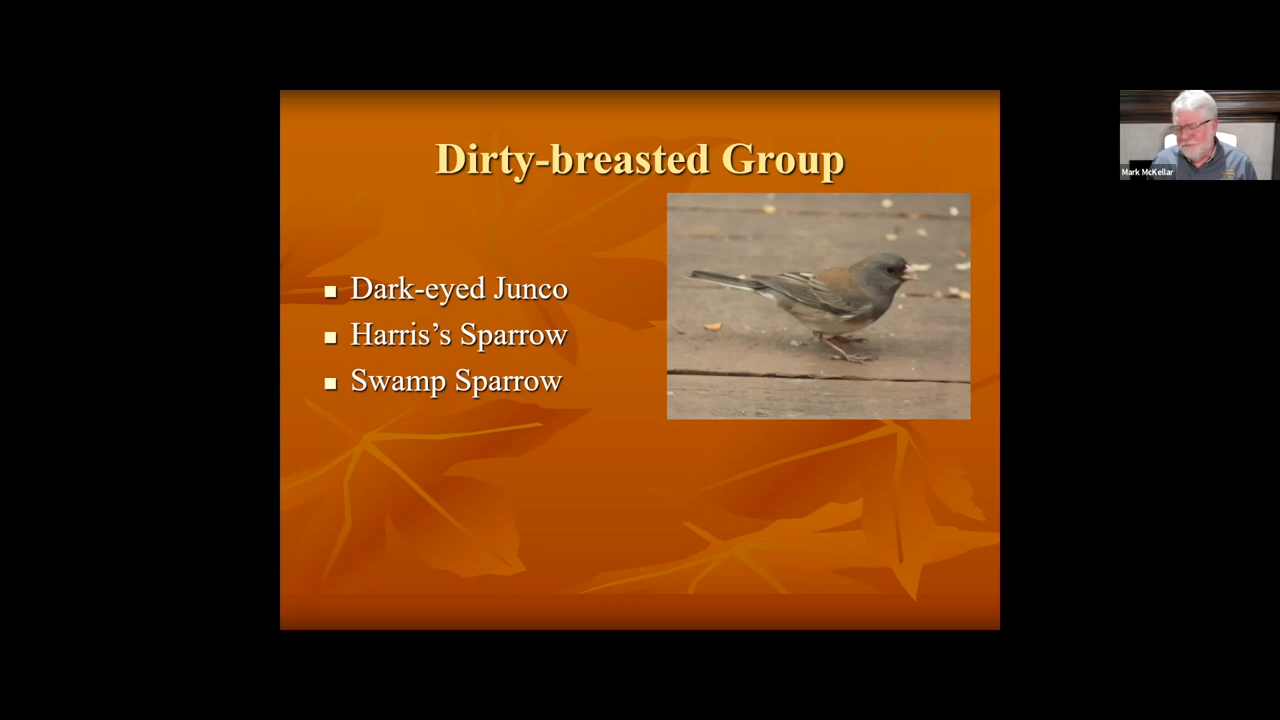 Dirty-breasted Group
Dark-eyed Junco
Harris’s Sparrow
Swamp Sparrow
Mark McKellar